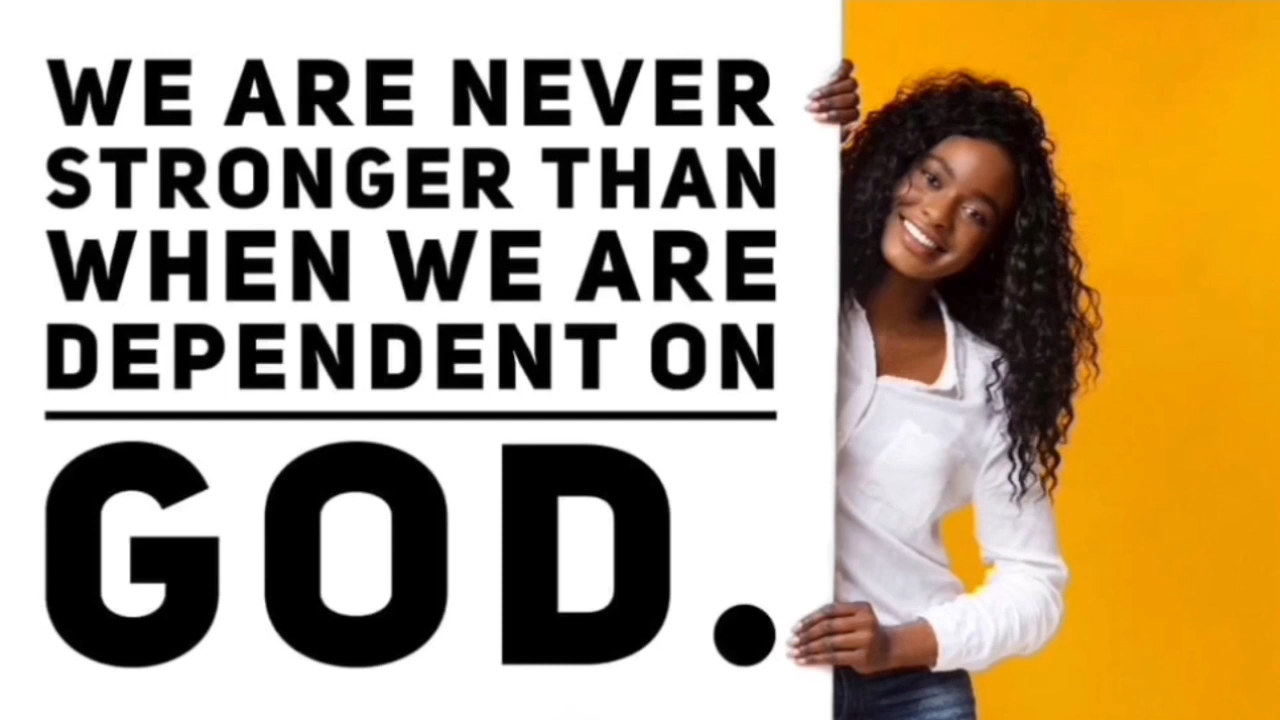 WE ARE NEVER
STRONGER THAN
WHEN WE ARE
DEPENDENT ON
GOD.